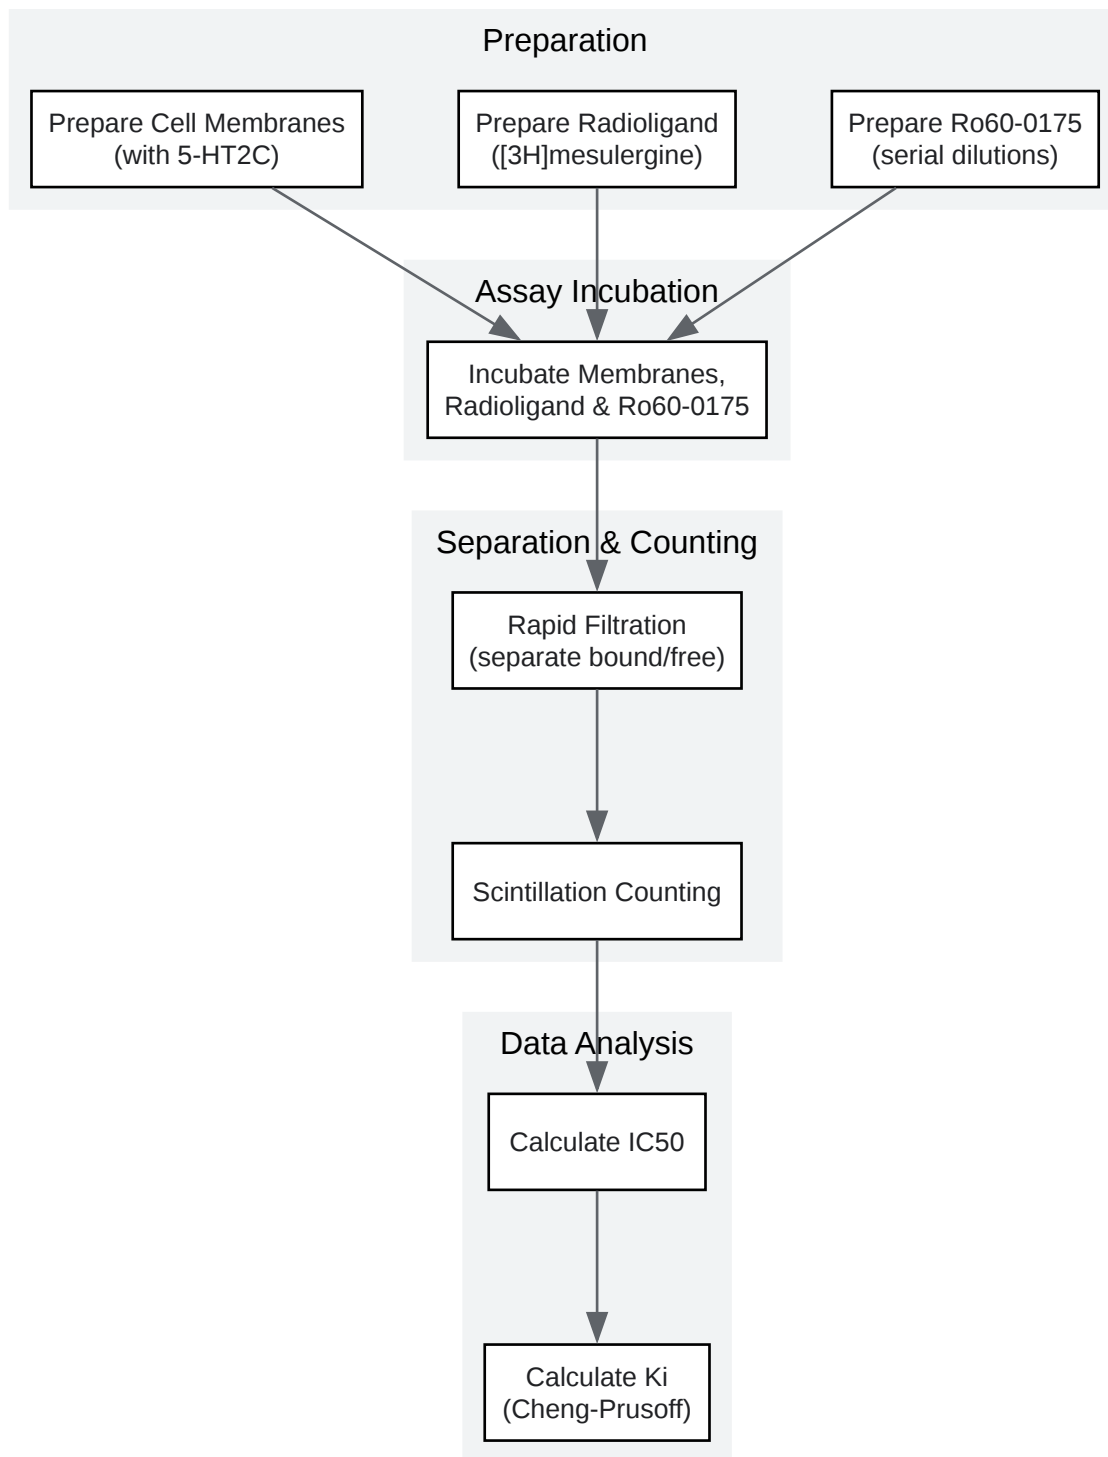 Preparation
Prepare Cell Membranes
(with 5-HT2C)
Prepare Radioligand
([3H]mesulergine)
Prepare Ro60-0175
(serial dilutions)
Assay Incubation
Incubate Membranes,
Radioligand & Ro60-0175
Separation & Counting
Rapid Filtration
(separate bound/free)
Scintillation Counting
Data Analysis
Calculate IC50
Calculate Ki
(Cheng-Prusoff)